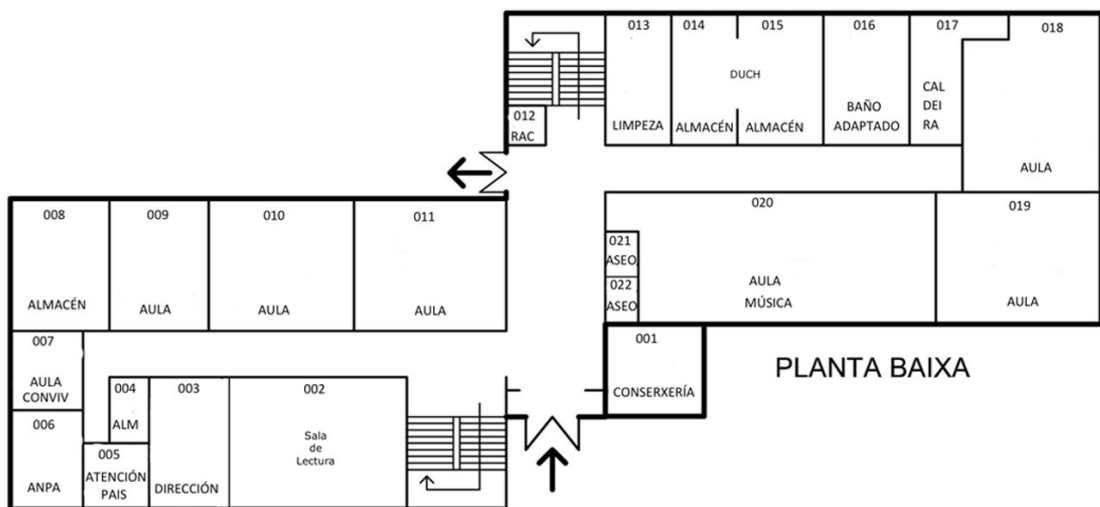 013
014
015
016
017
018
DUCH
012
RAC
LIMPEZA
ALMACÉN
ALMACÉN
BAÑO
ADAPTADO
CAL
DEI
RA
AULA
008
009
010
011
020
019
021
ASEO
022
ASEO
AULA
MÚSICA
AULA
ALMACÉN
AULA
AULA
AULA
007
AULA
CONVIV
001
CONSERXERÍA
PLANTA BAIXA
006
ANPA
004
ALM
003
DIRECCIÓN
002
Sala
de
Lectura
005
ATENCIÓN
PAIS